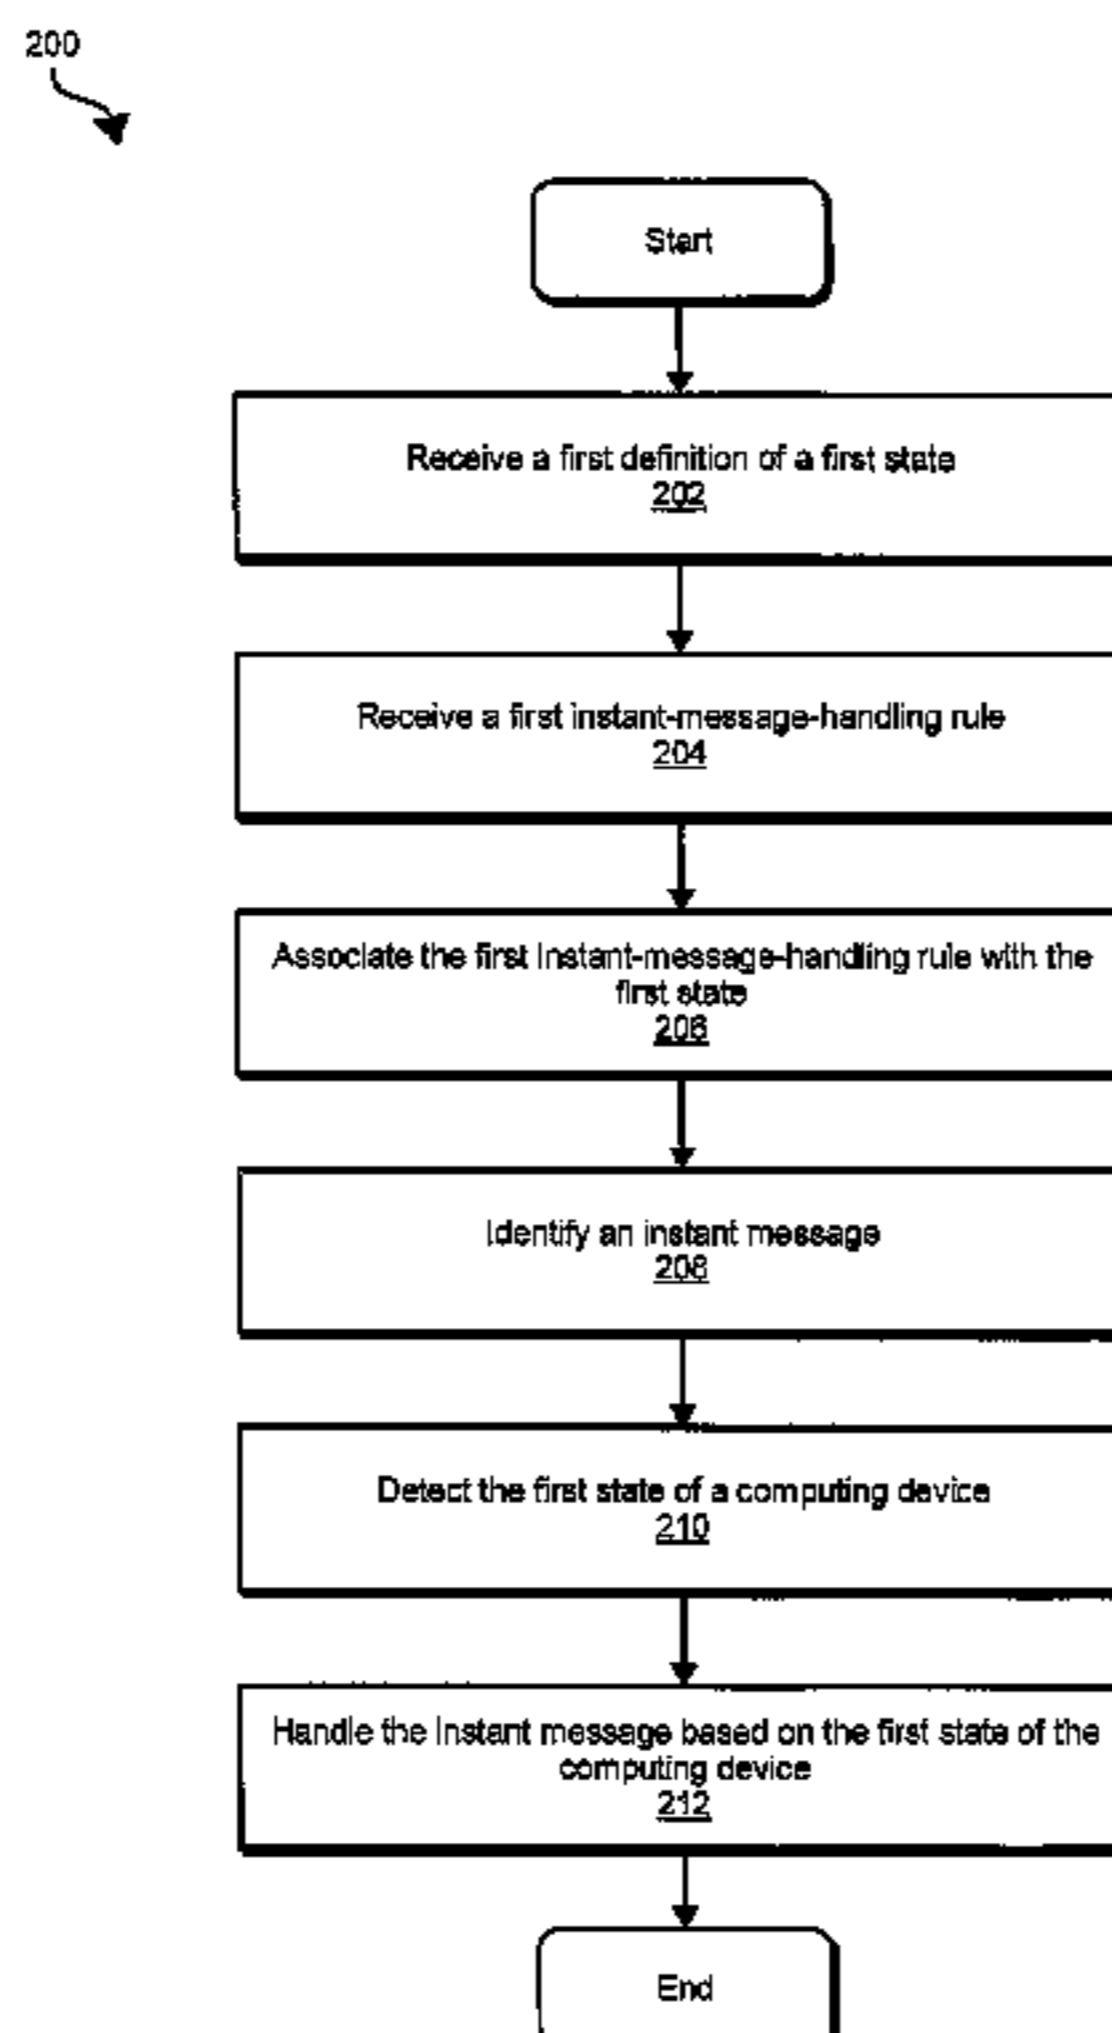 200
Start
Receive a first definition of a first state
202
Receive a first instant-message-handling rule
204
Associate the first instant-message-handling rule with the
first state
206
Identify an instant message
208
Detect the first state of a computing device
210
Handle the instant message based on the first state of the
computing device
212
End